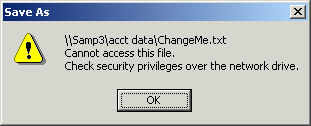 Save As
\\Samp3\acct data\ChangeMe.txt
Cannot access this file.
Check security privileges over the network drive.
OK